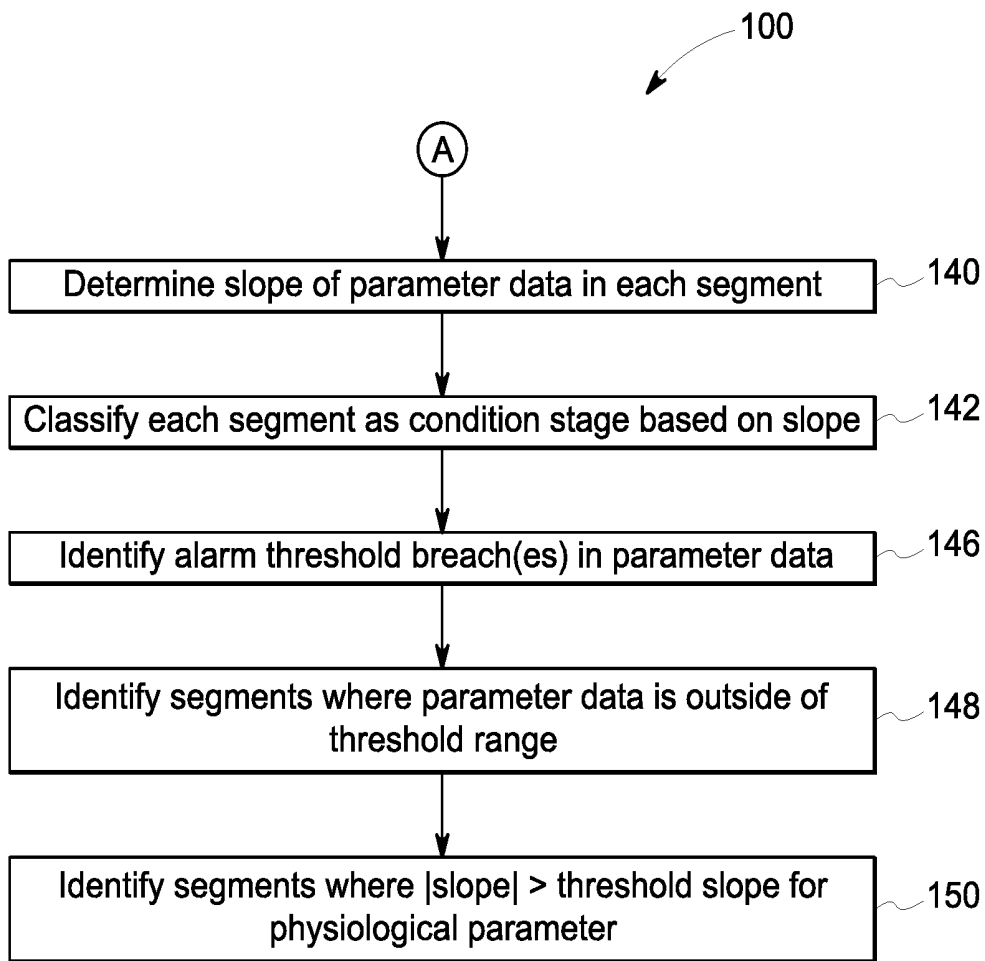 100
A
Determine slope of parameter data in each segment
140
Classify each segment as condition stage based on slope
142
Identify alarm threshold breach(es) in parameter data
146
Identify segments where parameter data is outside of
threshold range
148
Identify segments where |slope| > threshold slope for
physiological parameter
150